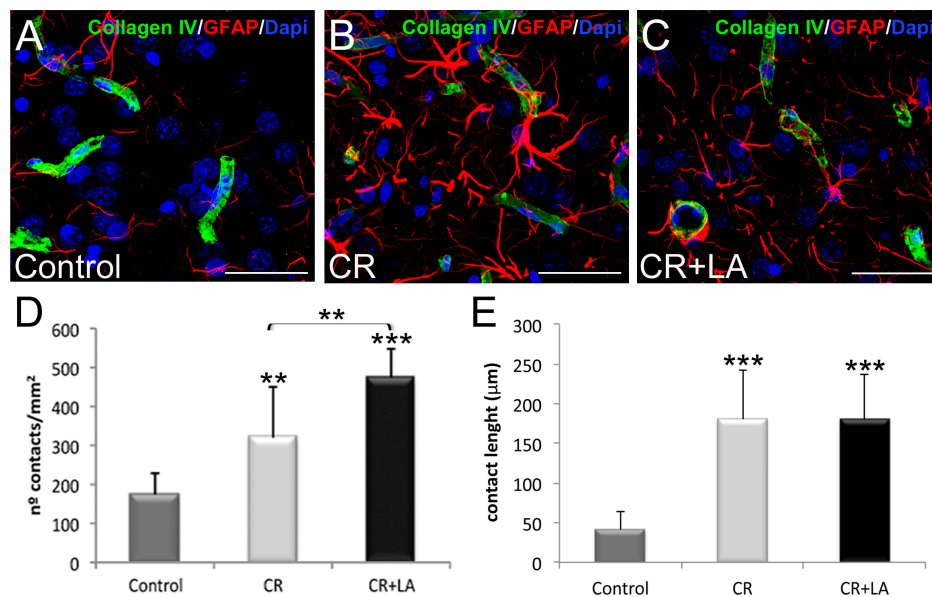 A
Collagen IV/GFAP/Dapi
Control
B
Collagen IV/GFAP/Dapi
CR
C
Collagen IV/GFAP/Dapi
CR+LA
D
nº contacts/mm²
600
500
400
300
200
100
0
**
**
***
Control
CR
CR+LA
E
contact lenght (μm)
300
250
200
150
100
50
0
***
***
Control
CR
CR+LA